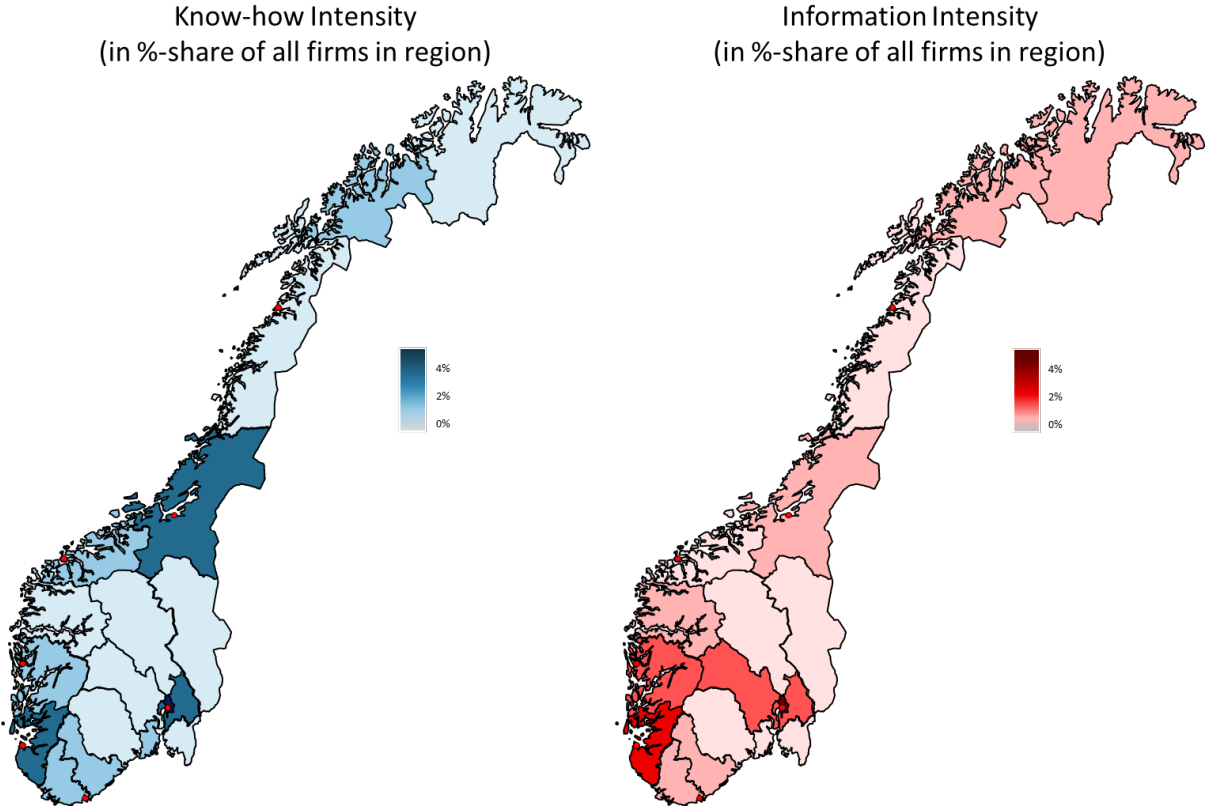 Know-how Intensity
(in %-share of all firms in region)
4%
2%
0%
Information Intensity
(in %-share of all firms in region)
4%
2%
0%